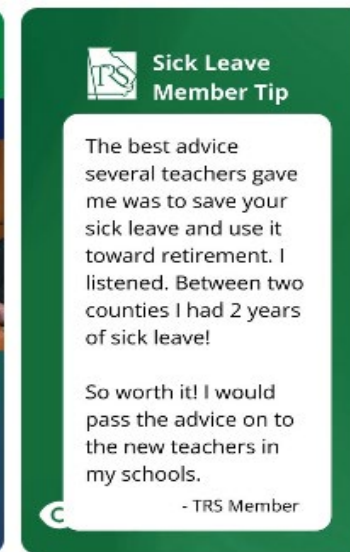 TRS
Sick Leave
Member Tip
The best advice
several teachers gave
me was to save your
sick leave and use it
toward retirement. I
listened. Between two
counties I had 2 years
of sick leave!
So worth it! I would
pass the advice on to
the new teachers in
my schools.
- TRS Member